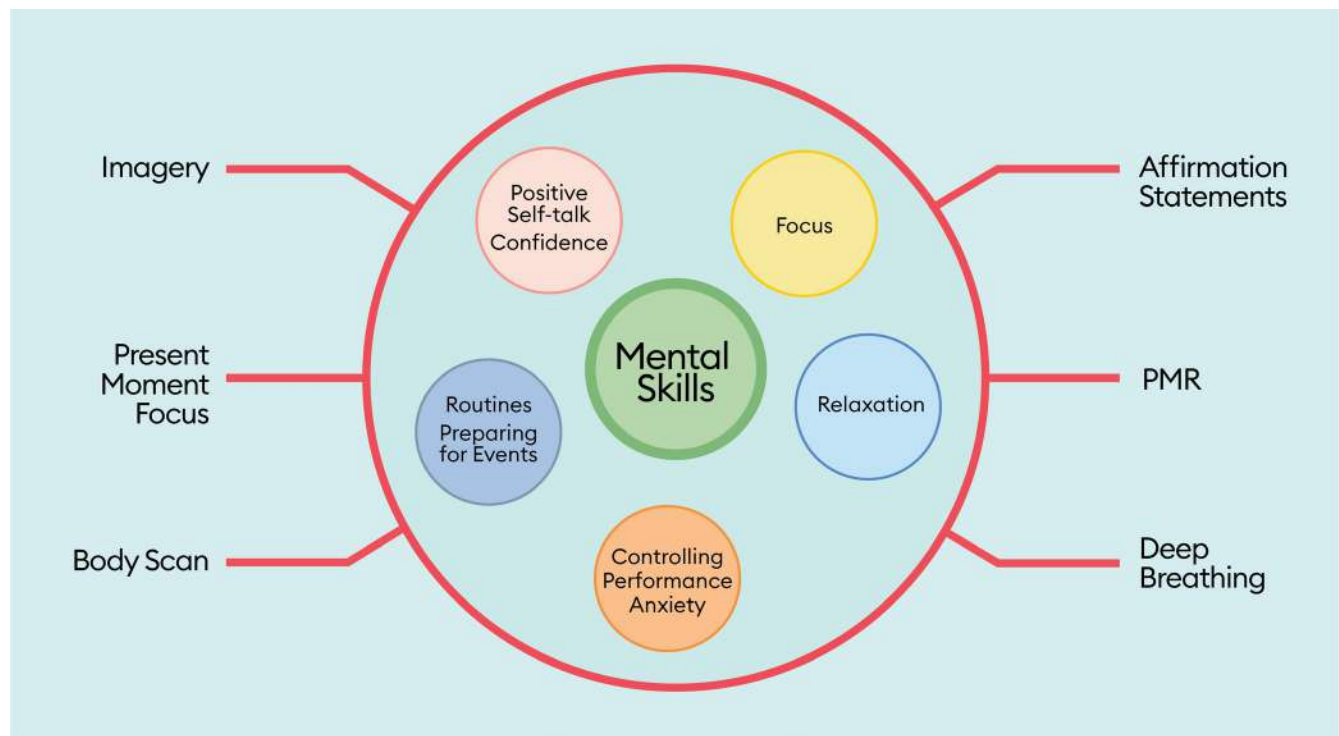 Imagery
Present
Moment
Focus
Body Scan
Positive
Self-talk
Confidence
Focus
Mental
Skills
Routines
Preparing
for Events
Relaxation
Controlling
Performance
Anxiety
Affirmation
Statements
PMR
Deep
Breathing